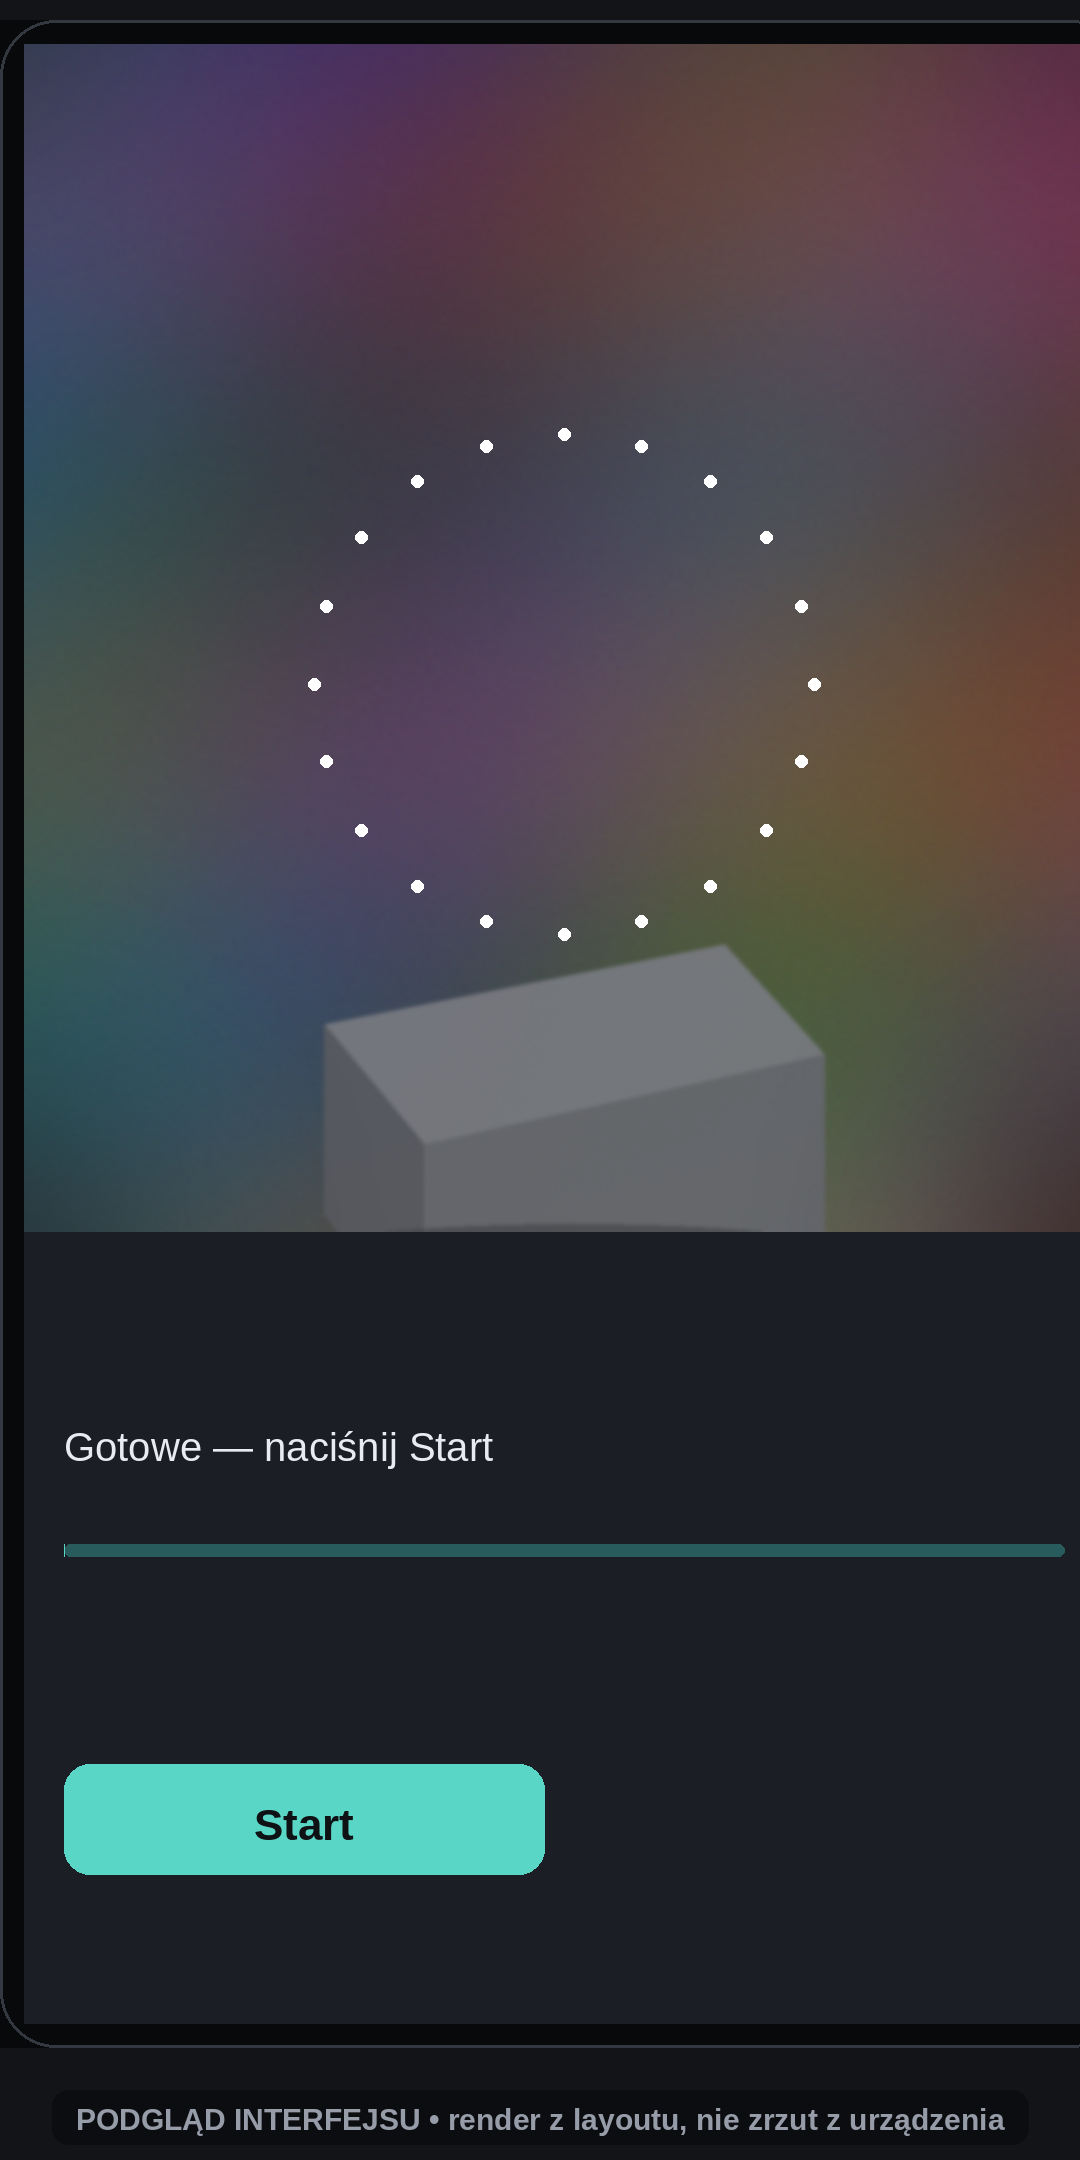 Gotowe — naciśnij Start
Start
PODGLĄD INTERFEJSU • render z layoutu, nie zrzut z urządzenia